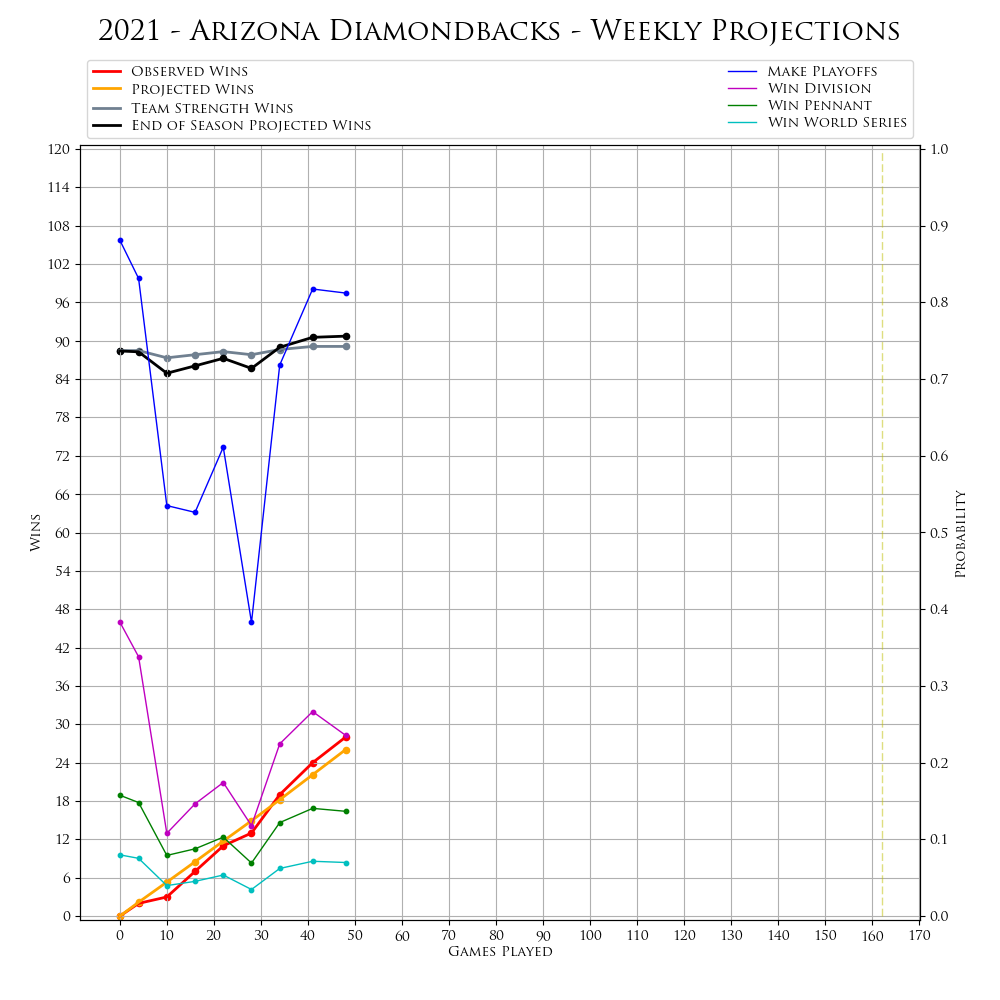 2021 - Arizona Diamondbacks - Weekly Projections
Observed Wins
Projected Wins
Team Strength Wins
End of Season Projected Wins
Make Playoffs
Win Division
Win Pennant
Win World Series
120
114
108
102
96
90
84
78
72
66
60
54
48
42
36
30
24
18
12
6
0
Wins
1.0
0.9
0.8
0.7
0.6
0.5
0.4
0.3
0.2
0.1
0.0
Probability
0 10 20 30 40 50 60 70 80 90 100 110 120 130 140 150 160 170
Games Played